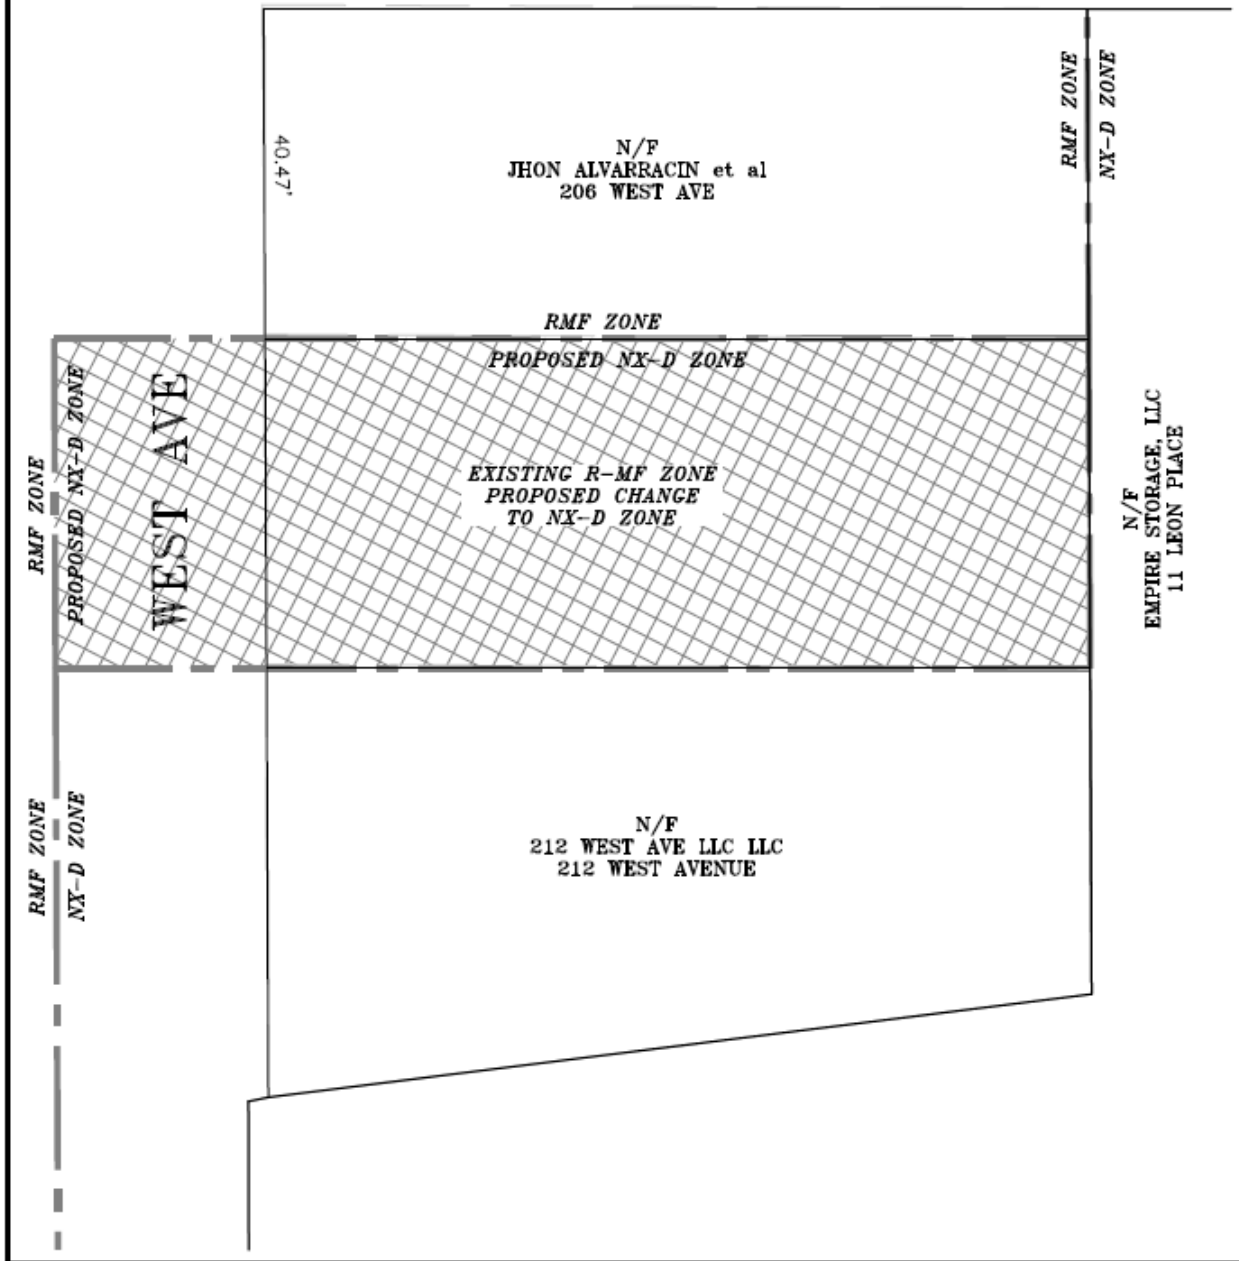 RMF ZONE
NX-D ZONE
40.47'
N/F
JHON ALVARRACIN et al
206 WEST AVE
RMF ZONE
PROPOSED NX-D ZONE
RMF ZONE
PROPOSED NX-D ZONE
WEST AVE
EXISTING R-MF ZONE
PROPOSED CHANGE
TO NX-D ZONE
N/F
EMPIRE STORAGE, LLC
11 LEON PLACE
RMF ZONE
NX-D ZONE
N/F
212 WEST AVE LLC LLC
212 WEST AVENUE